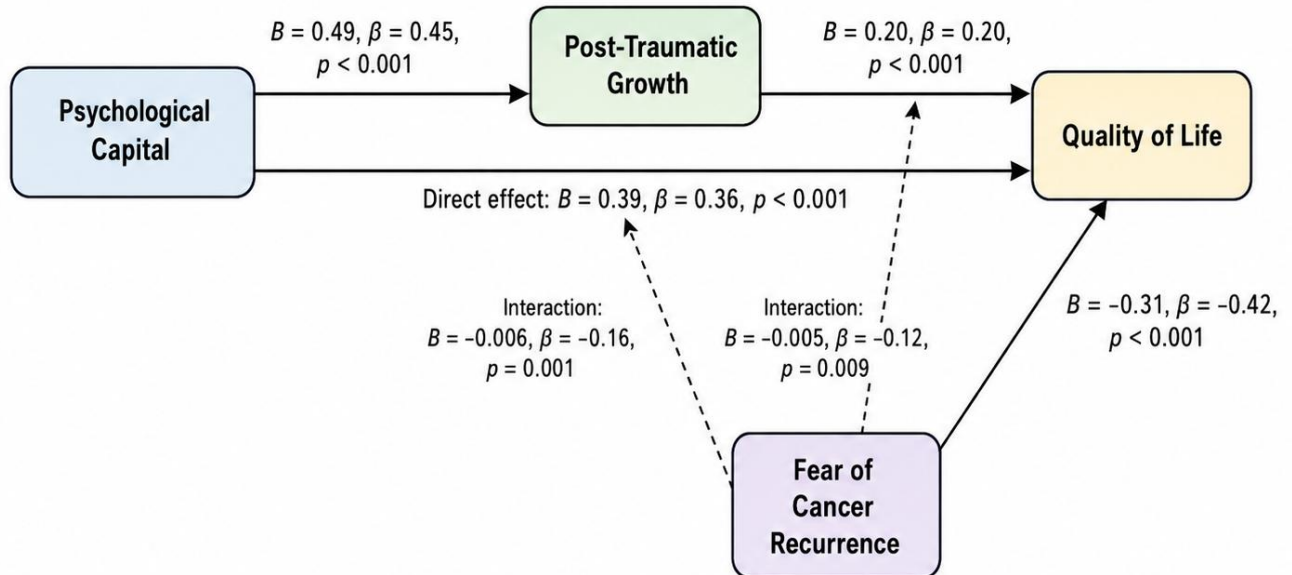 B = 0.49, β = 0.45,
p < 0.001
Post-Traumatic
Growth
B = 0.20, β = 0.20,
p < 0.001
Psychological
Capital
Quality of Life
Direct effect: B = 0.39, β = 0.36, p < 0.001
Interaction:
B = −0.006, β = −0.16,
p = 0.001
Interaction:
B = −0.005, β = −0.12,
p = 0.009
B = −0.31, β = −0.42,
p < 0.001
Fear of
Cancer
Recurrence